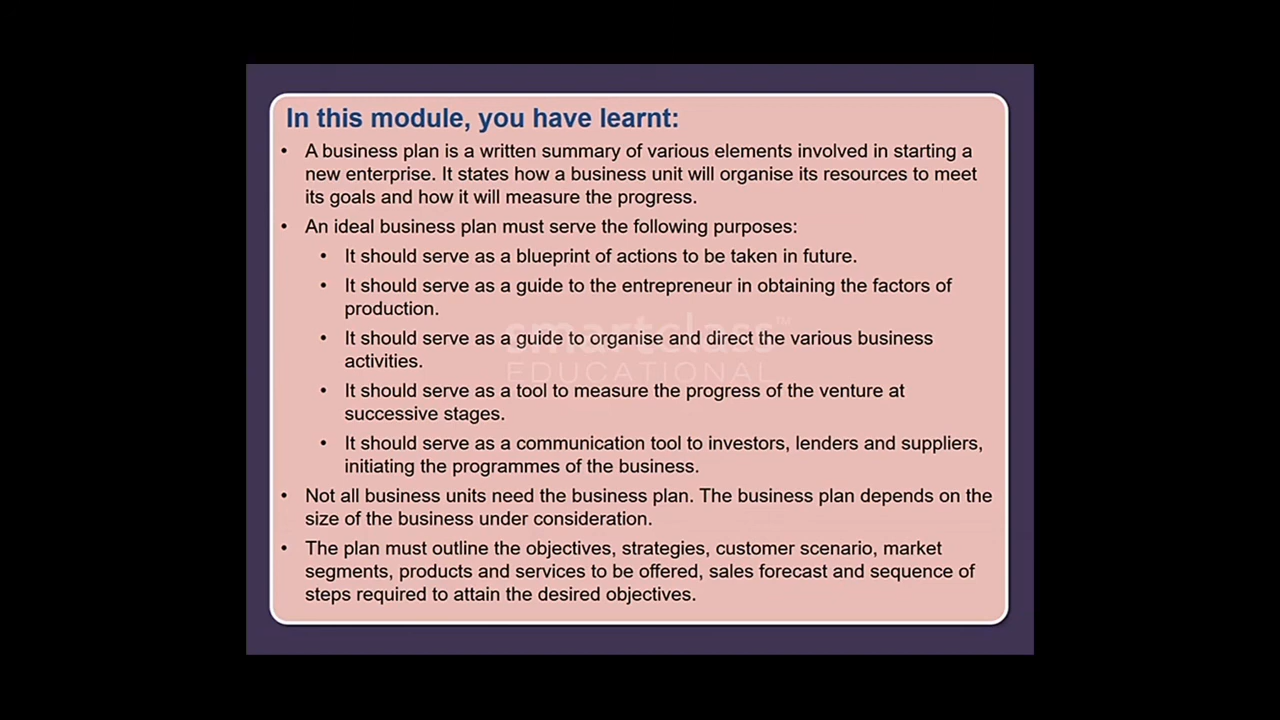 In this module, you have learnt:
• A business plan is a written summary of various elements involved in starting a
new enterprise. It states how a business unit will organise its resources to meet
its goals and how it will measure the progress.
• An ideal business plan must serve the following purposes:
• It should serve as a blueprint of actions to be taken in future.
• It should serve as a guide to the entrepreneur in obtaining the factors of
production.
• It should serve as a guide to organise and direct the various business
activities.
• It should serve as a tool to measure the progress of the venture at
successive stages.
• It should serve as a communication tool to investors, lenders and suppliers,
initiating the programmes of the business.
• Not all business units need the business plan. The business plan depends on the
size of the business under consideration.
• The plan must outline the objectives, strategies, customer scenario, market
segments, products and services to be offered, sales forecast and sequence of
steps required to attain the desired objectives.
smartclass™
EDUCATIONAL